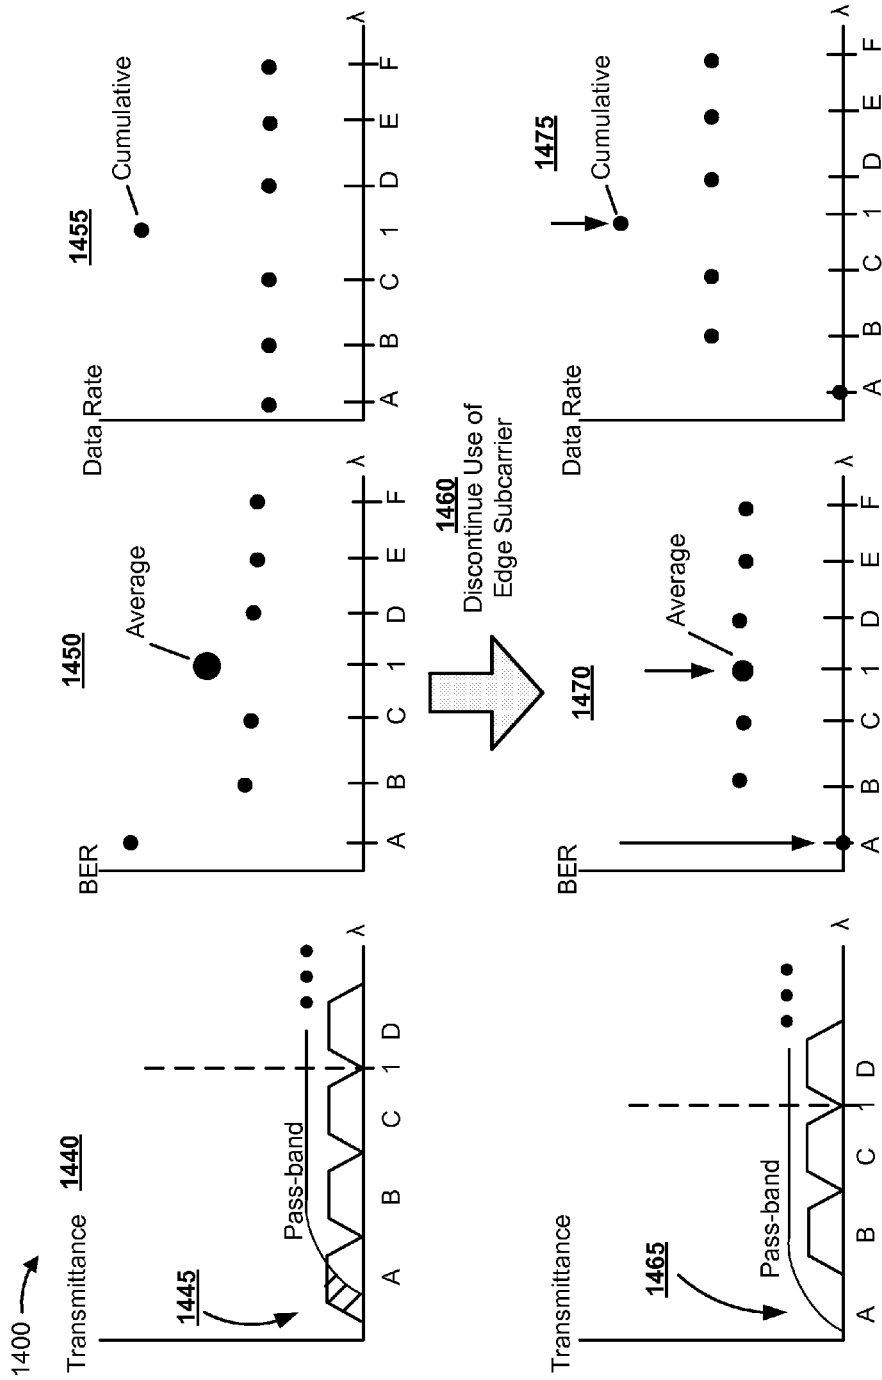 1400
Transmittance
1440
1445
Pass-band
A
B
C
1
D
λ
BER
1450
Average
A
B
C
1
D
E
F
λ
Data Rate
1455
Cumulative
A
B
C
1
D
E
F
λ
1460
Discontinue Use of
Edge Subcarrier
Transmittance
1465
Pass-band
A
B
C
1
D
λ
BER
1470
Average
A
B
C
1
D
E
F
λ
Data Rate
1475
Cumulative
A
B
C
1
D
E
F
λ